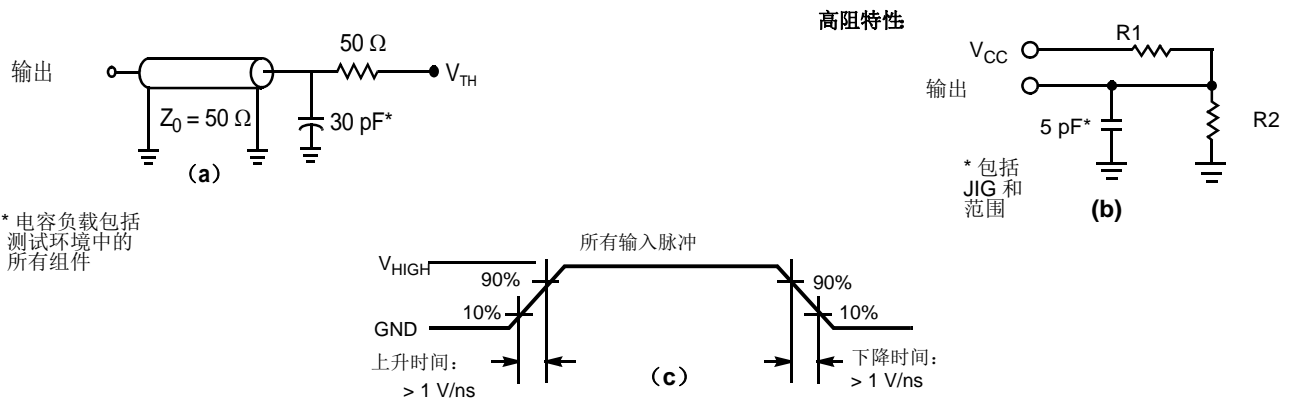 高阻特性:
50 Ω
输出
V_TH
Z₀ = 50 Ω
30 pF*
（a）
* 电容负载包括
测试环境中的
所有组件
R1
V_CC
输出
5 pF*
R2
* 包括
JIG 和
范围
(b)
所有输入脉冲
V_HIGH
90%
90%
10%
10%
GND
上升时间:
> 1 V/ns
（c）
下降时间:
> 1 V/ns